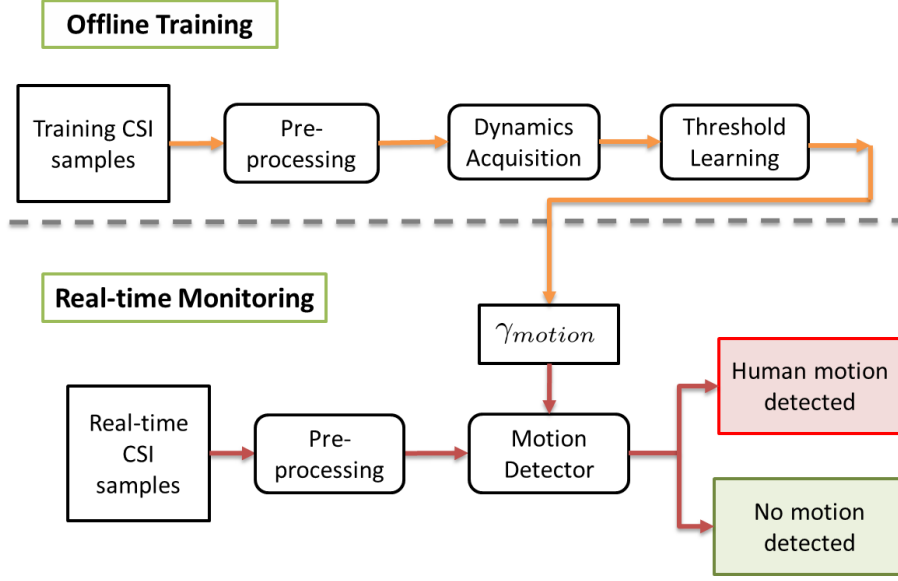 Offline Training
Training CSI
samples
Pre-
processing
Dynamics
Acquisition
Threshold
Learning
Real-time Monitoring
γmotion
Real-time
CSI
samples
Pre-
processing
Motion
Detector
Human motion
detected
No motion
detected